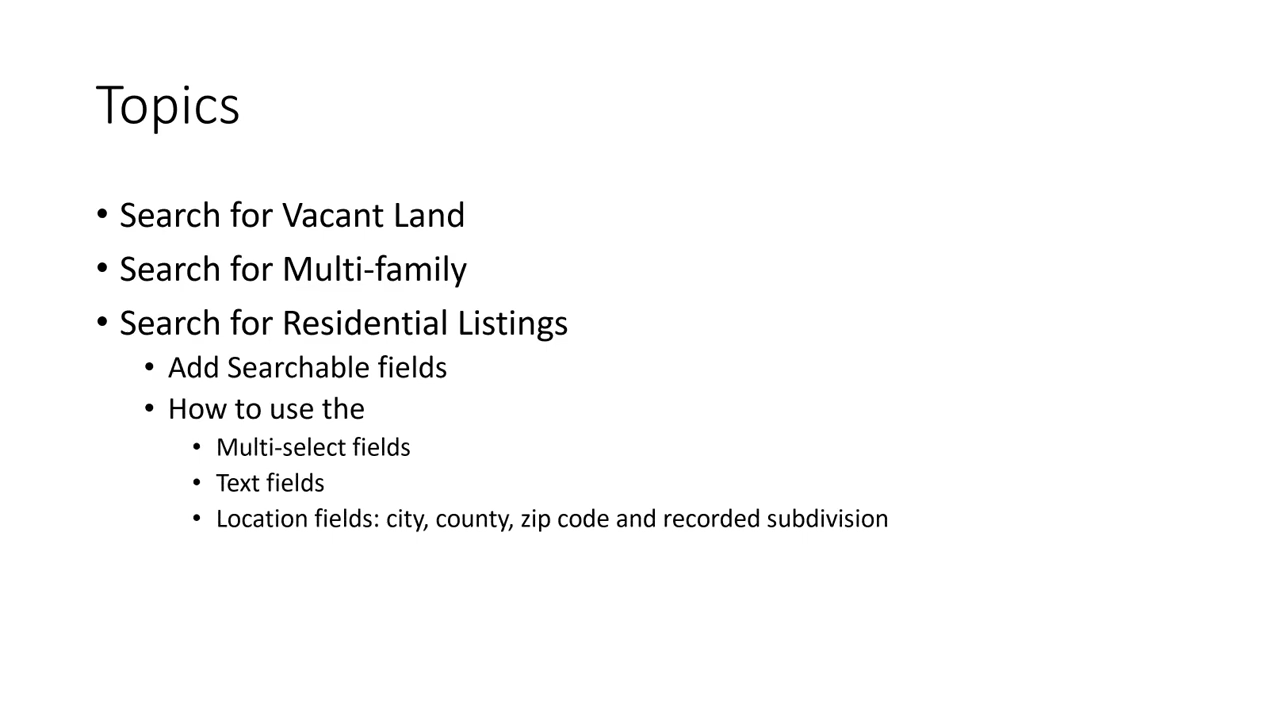 Topics
• Search for Vacant Land
• Search for Multi-family
• Search for Residential Listings
• Add Searchable fields
• How to use the
• Multi-select fields
• Text fields
• Location fields: city, county, zip code and recorded subdivision